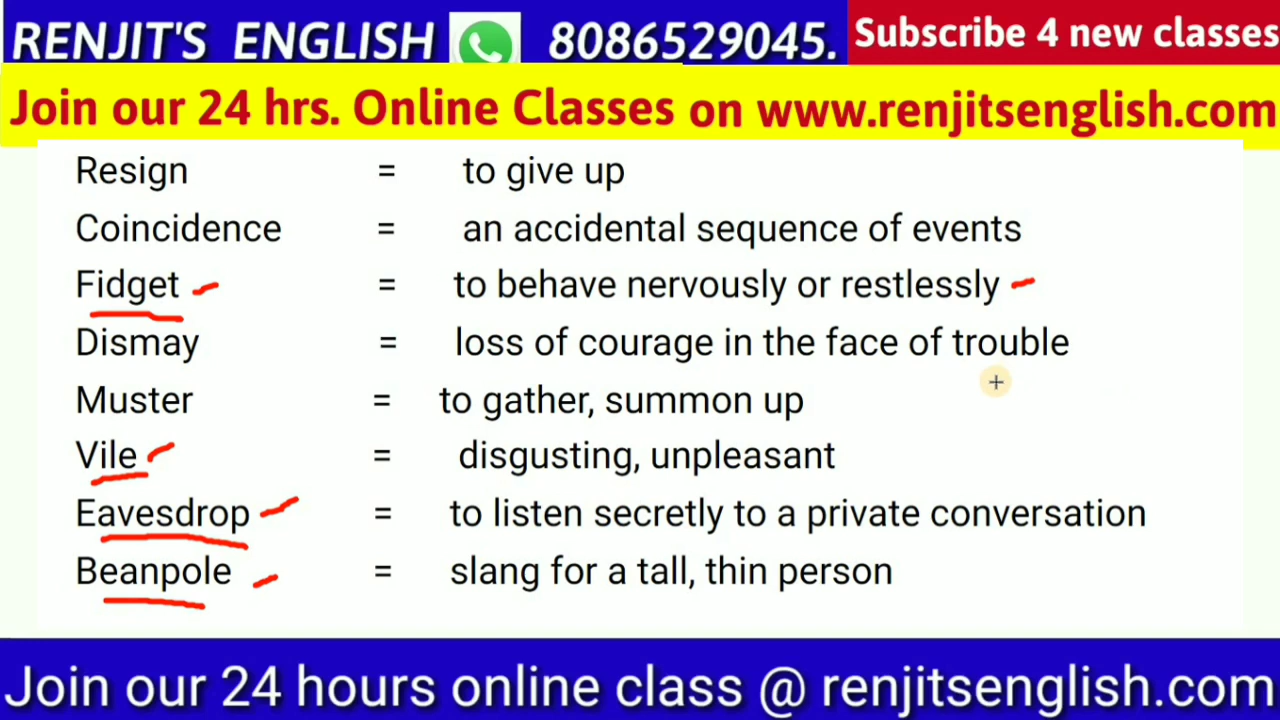 RENJIT'S ENGLISH 8086529045. Subscribe 4 new classes
Join our 24 hrs. Online Classes on www.renjitsenglish.com
Resign = to give up
Coincidence = an accidental sequence of events
Fidget = to behave nervously or restlessly
Dismay = loss of courage in the face of trouble
Muster = to gather, summon up
Vile = disgusting, unpleasant
Eavesdrop = to listen secretly to a private conversation
Beanpole = slang for a tall, thin person
Join our 24 hours online class @ renjitsenglish.com